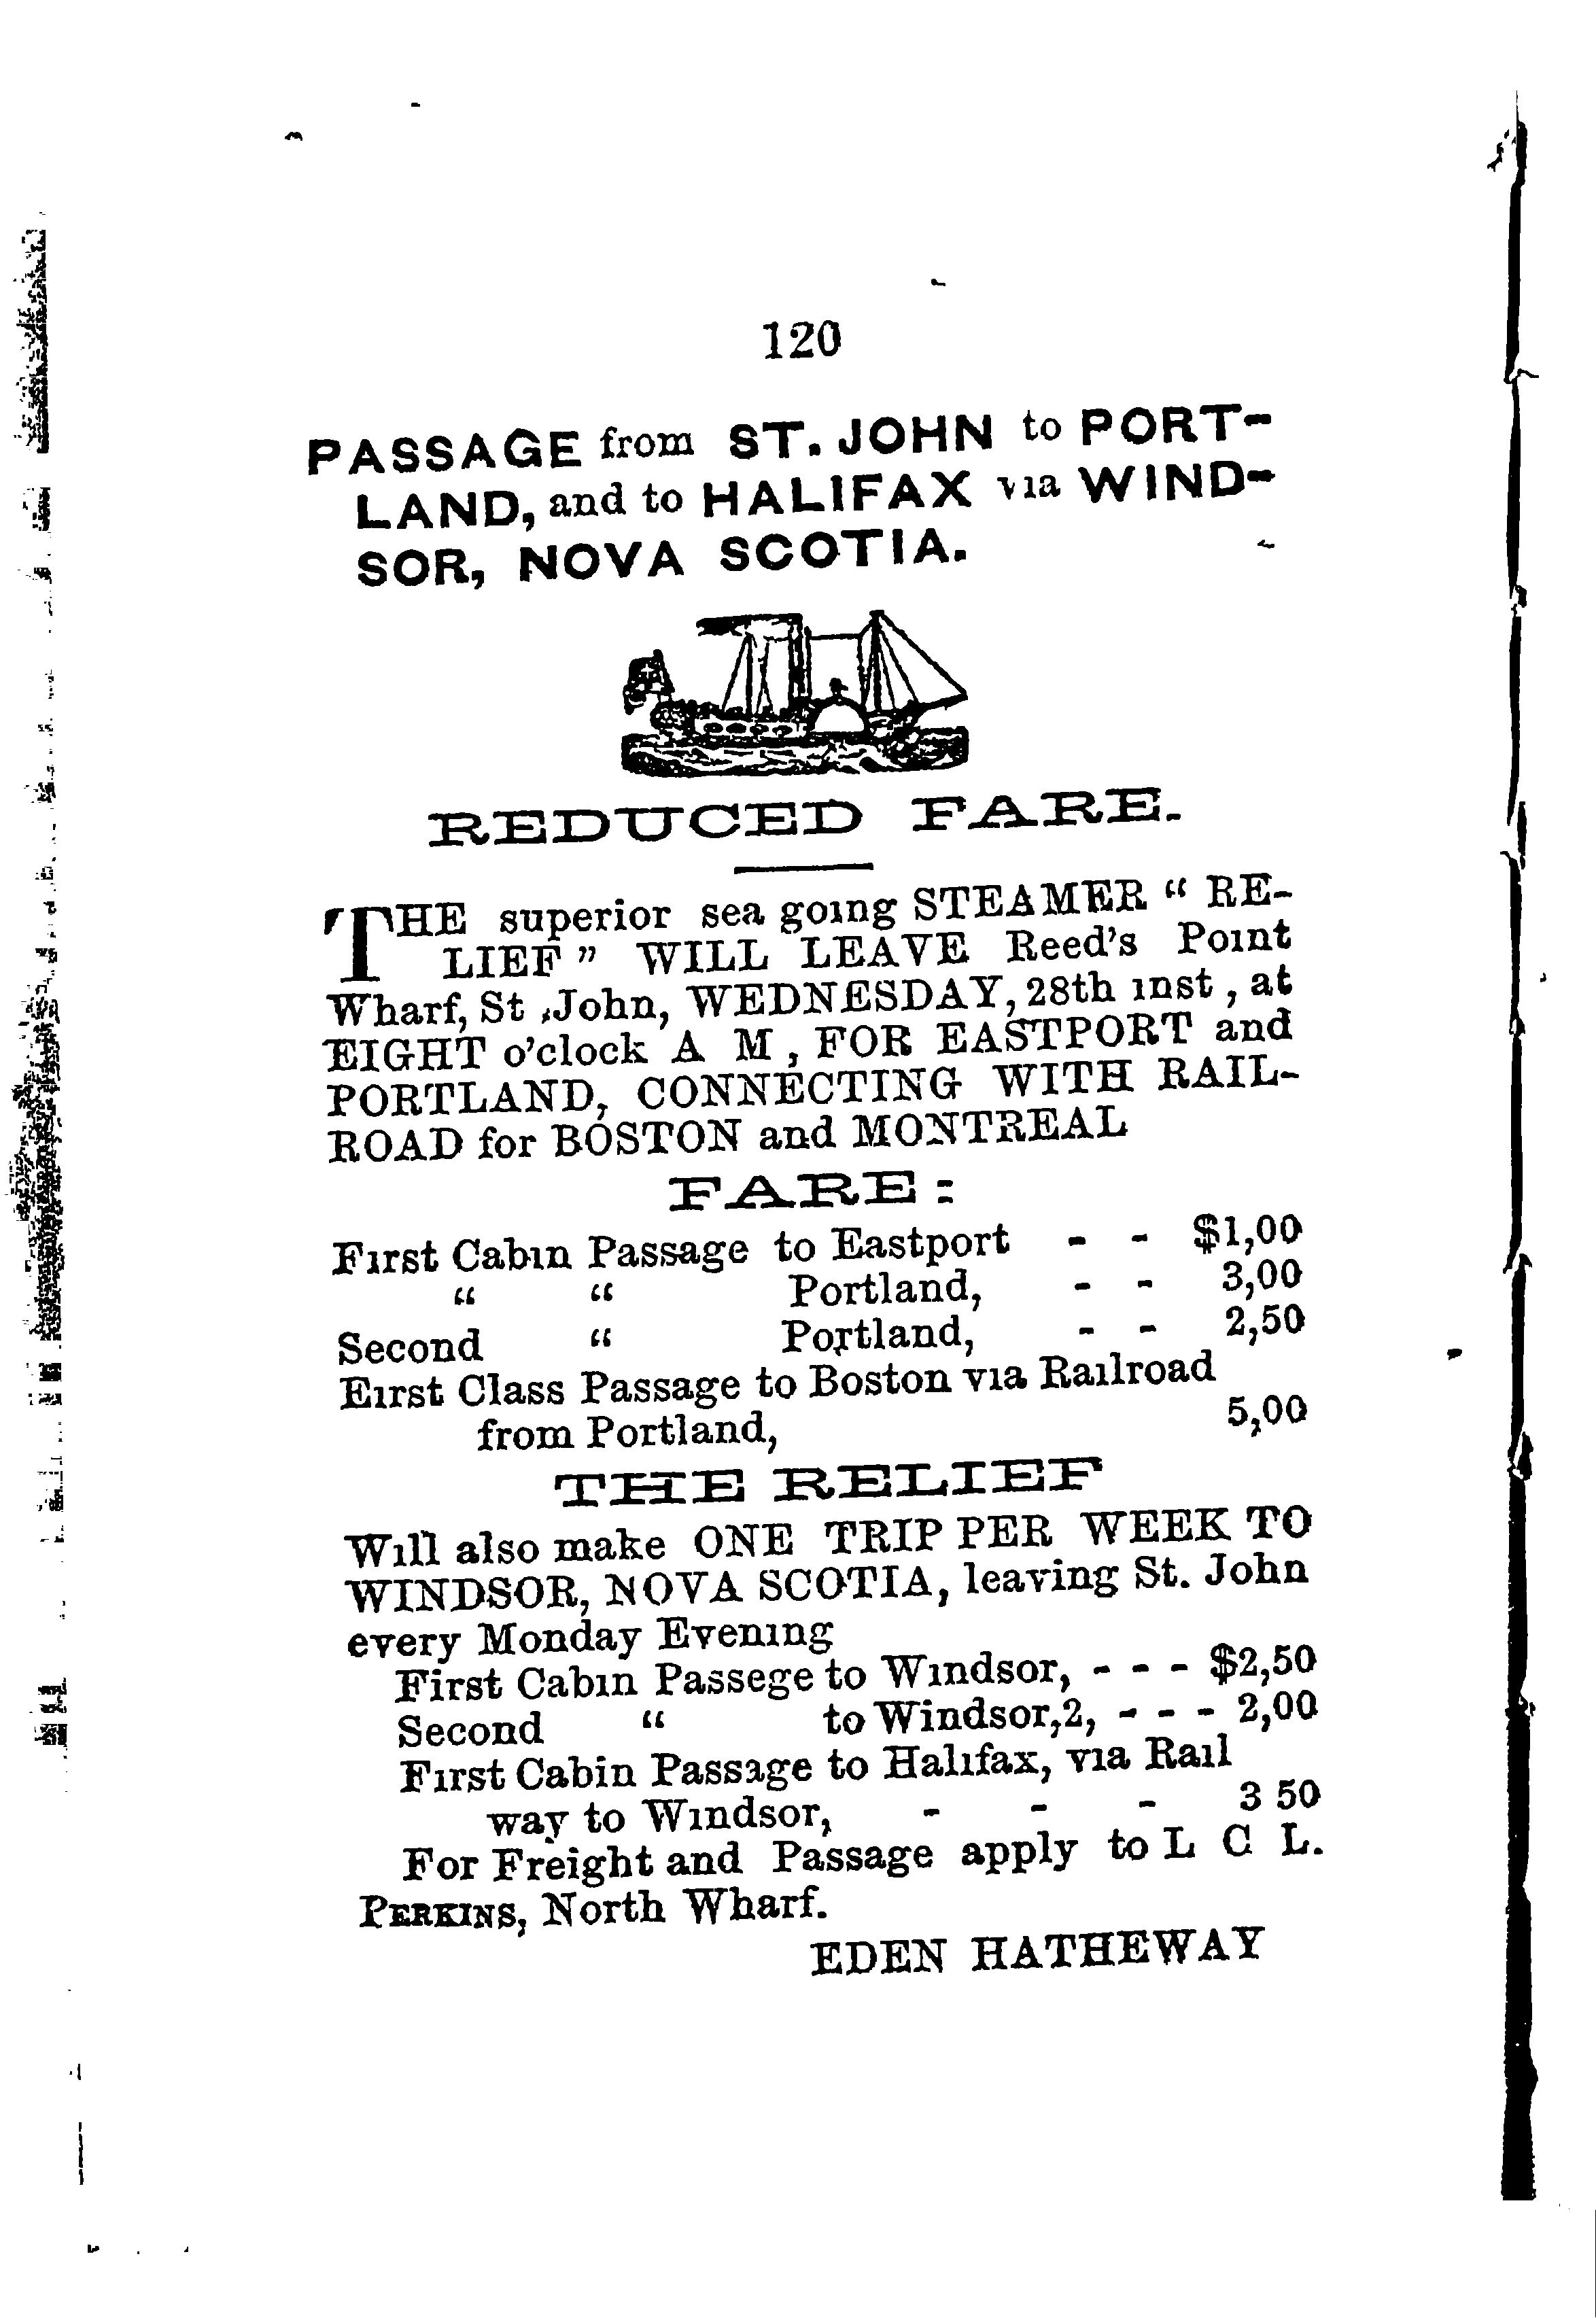 120
PASSAGE from ST. JOHN to PORT-
LAND, and to HALIFAX via WIND-
SOR, NOVA SCOTIA.
REDUCED FARE.
THE superior sea going STEAMER “ RE-
LIEF ” WILL LEAVE Reed's Point
Wharf, St John, WEDNESDAY, 28th inst , at
EIGHT o'clock A M , FOR EASTPORT and
PORTLAND, CONNECTING WITH RAIL-
ROAD for BOSTON and MONTREAL
FARE:
First Cabin Passage to Eastport - - $1,00
“ “ Portland, - - 3,00
Second “ Portland, - - 2,50
Eirst Class Passage to Boston via Railroad
from Portland, 5,00
THE RELIEF
Will also make ONE TRIP PER WEEK TO
WINDSOR, NOVA SCOTIA, leaving St. John
every Monday Evening
First Cabin Passege to Windsor, - - - $2,50
Second “ to Windsor,2, - - - 2,00
First Cabin Passage to Halifax, via Rail
way to Windsor, - - - 3 50
For Freight and Passage apply to L C L.
PERKINS, North Wharf.
EDEN HATHEWAY